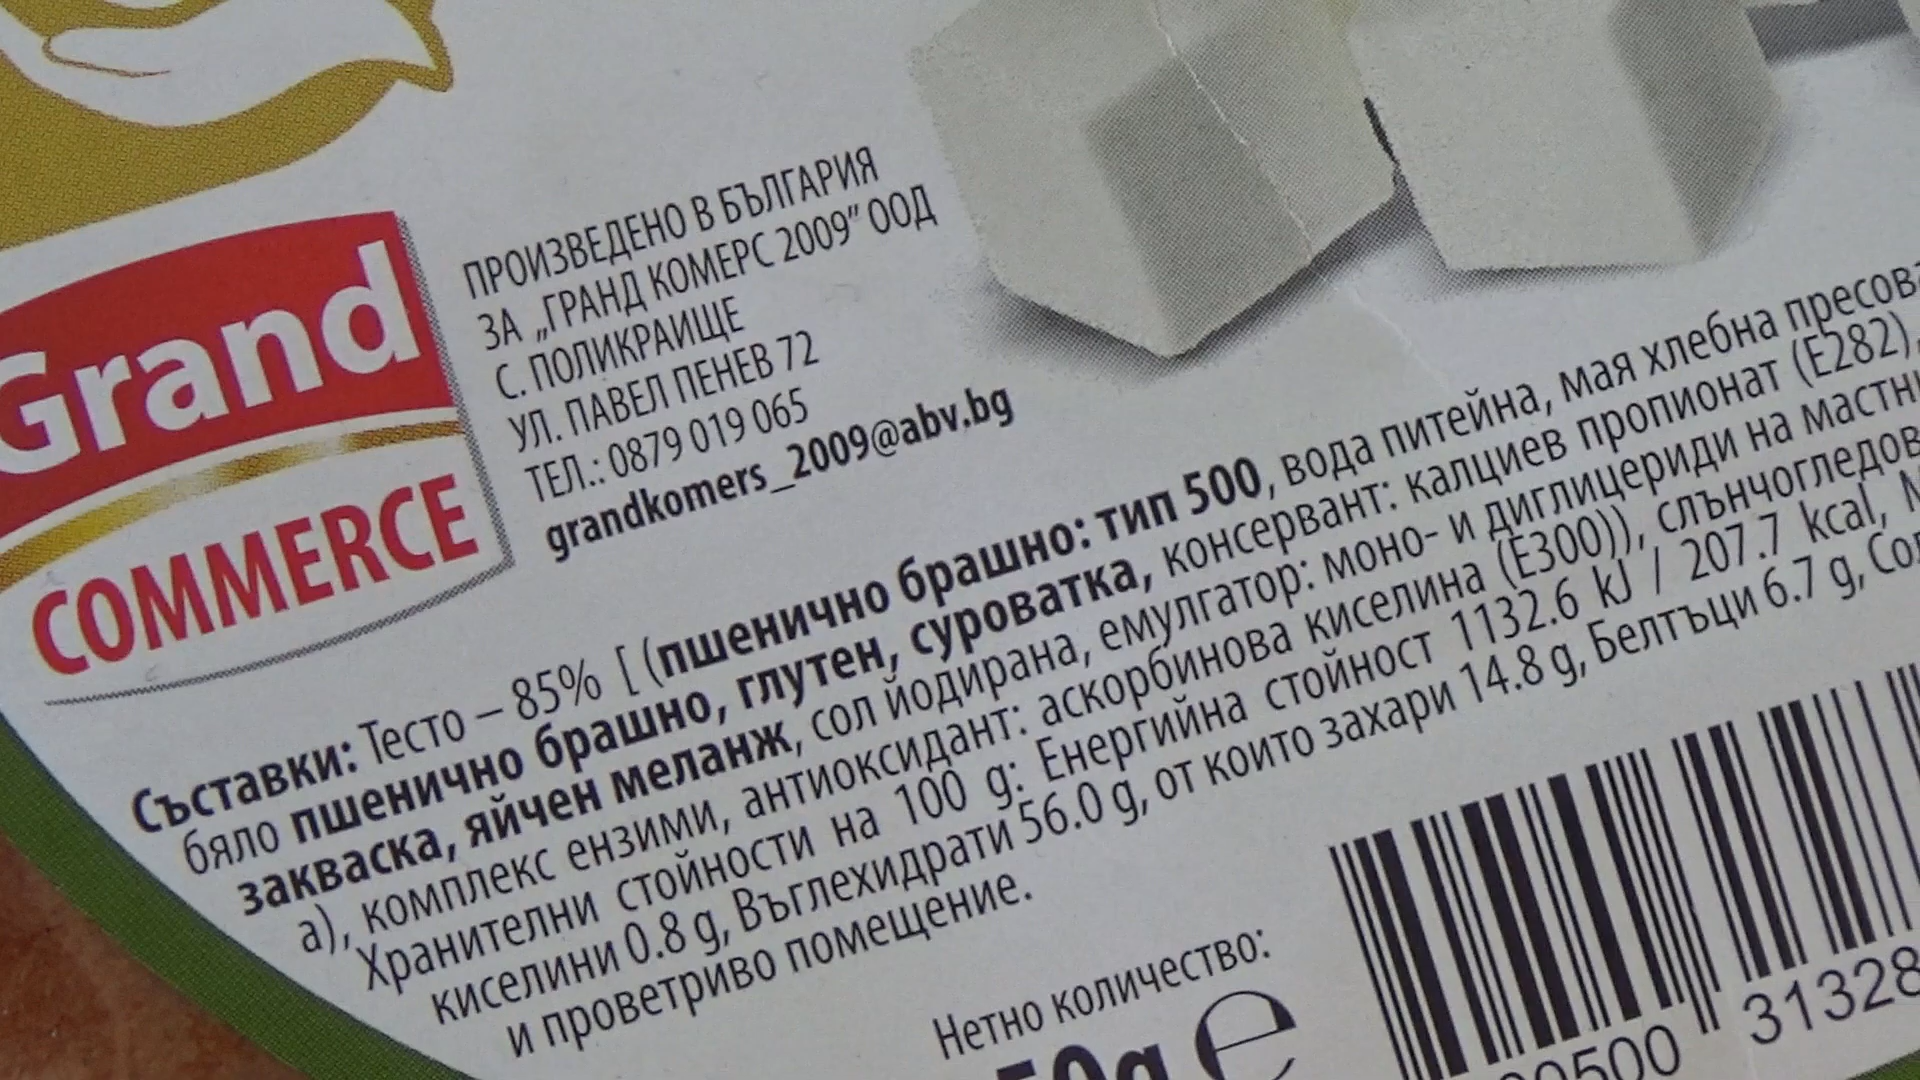 Grand
COMMERCE
ПРОИЗВЕДЕНО В БЪЛГАРИЯ
ЗА „ГРАНД КОМЕРС 2009” ООД
С. ПОЛИКРАИЩЕ
УЛ. ПАВЕЛ ПЕНЕВ 72
ТЕЛ.: 0879 019 065
grandkomers_2009@abv.bg
Съставки: Тесто – 85% [ (пшенично брашно: тип 500, вода питейна, мая хлебна
бяло пшенично брашно, глутен, суроватка, консервант: калциев пропионат (E282),
закваска, яйчен меланж, сол йодирана, емулгатор: моно- и диглицериди на
а), комплекс ензими, антиоксидант: аскорбинова киселина (E300)),
Хранителни стойности на 100 g: Енергийна стойност 1132.6 kJ / 207.7 kcal,
киселини 0.8 g, Въглехидрати 56.0 g, от които захари 14.8 g, Белтъци 6.7 g,
и проветриво помещение.
Нетно количество:
50g e
00500 31328